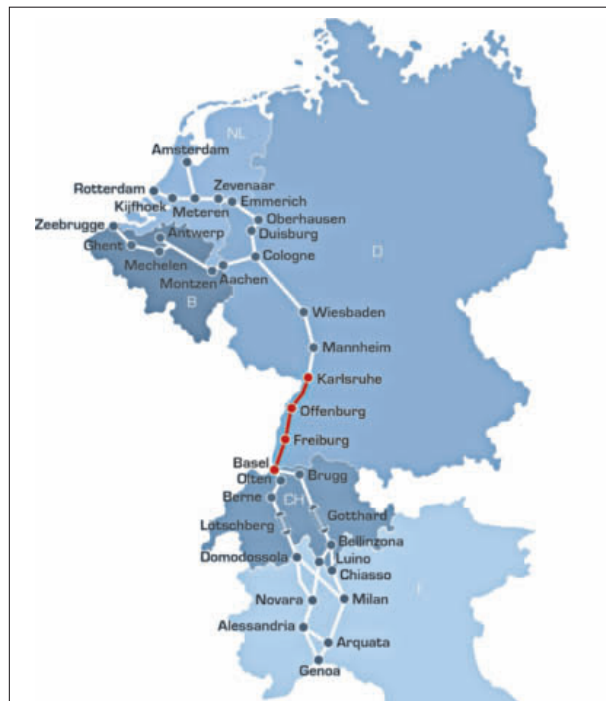 NL
Amsterdam
Rotterdam
Zevenaar
Emmerich
Kijfhoek
Meteren
Oberhausen
Zeebrugge
Duisburg
Antwerp
Ghent
Cologne
D
Mechelen
Aachen
Montzen
B
Wiesbaden
Mannheim
Karlsruhe
Offenburg
Freiburg
Basel
Olten
Brugg
Berne
CH
Gotthard
Lötschberg
Bellinzona
Domodossola
Luino
Chiasso
I
Novara
Milan
Alessandria
Arquata
Genoa